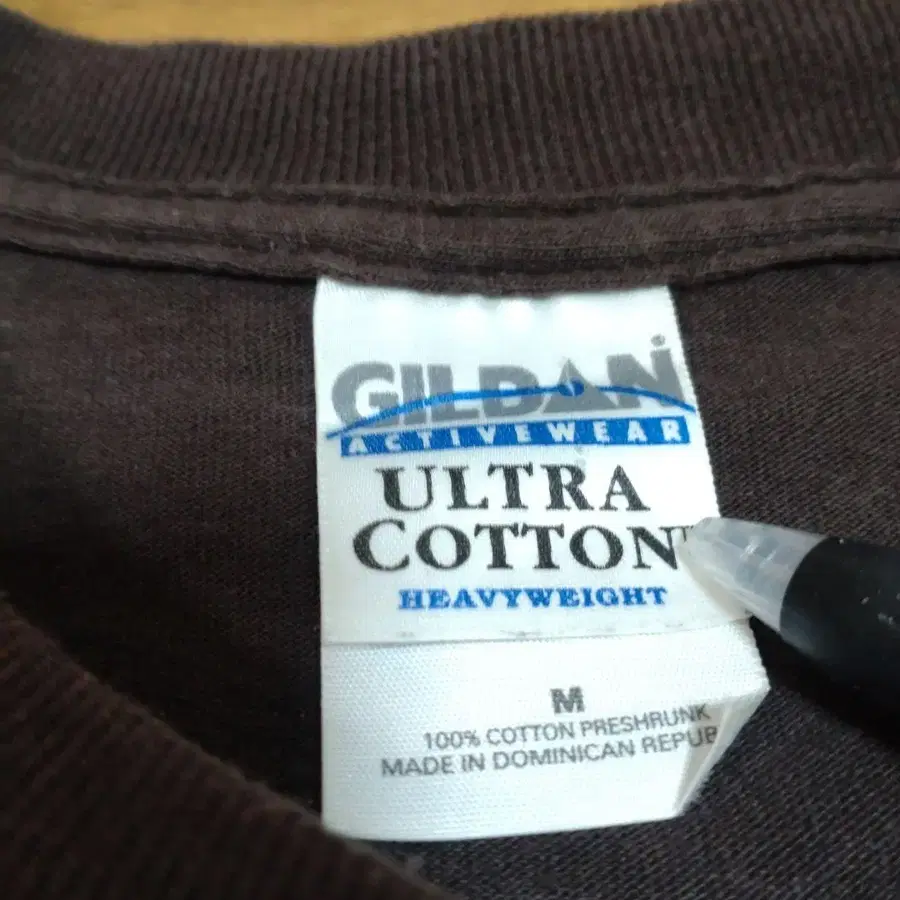 GILDAN®
ACTIVEWEAR
ULTRA
COTTON
HEAVYWEIGHT
M
100% COTTON PRESHRUNK
MADE IN DOMINICAN REPUB